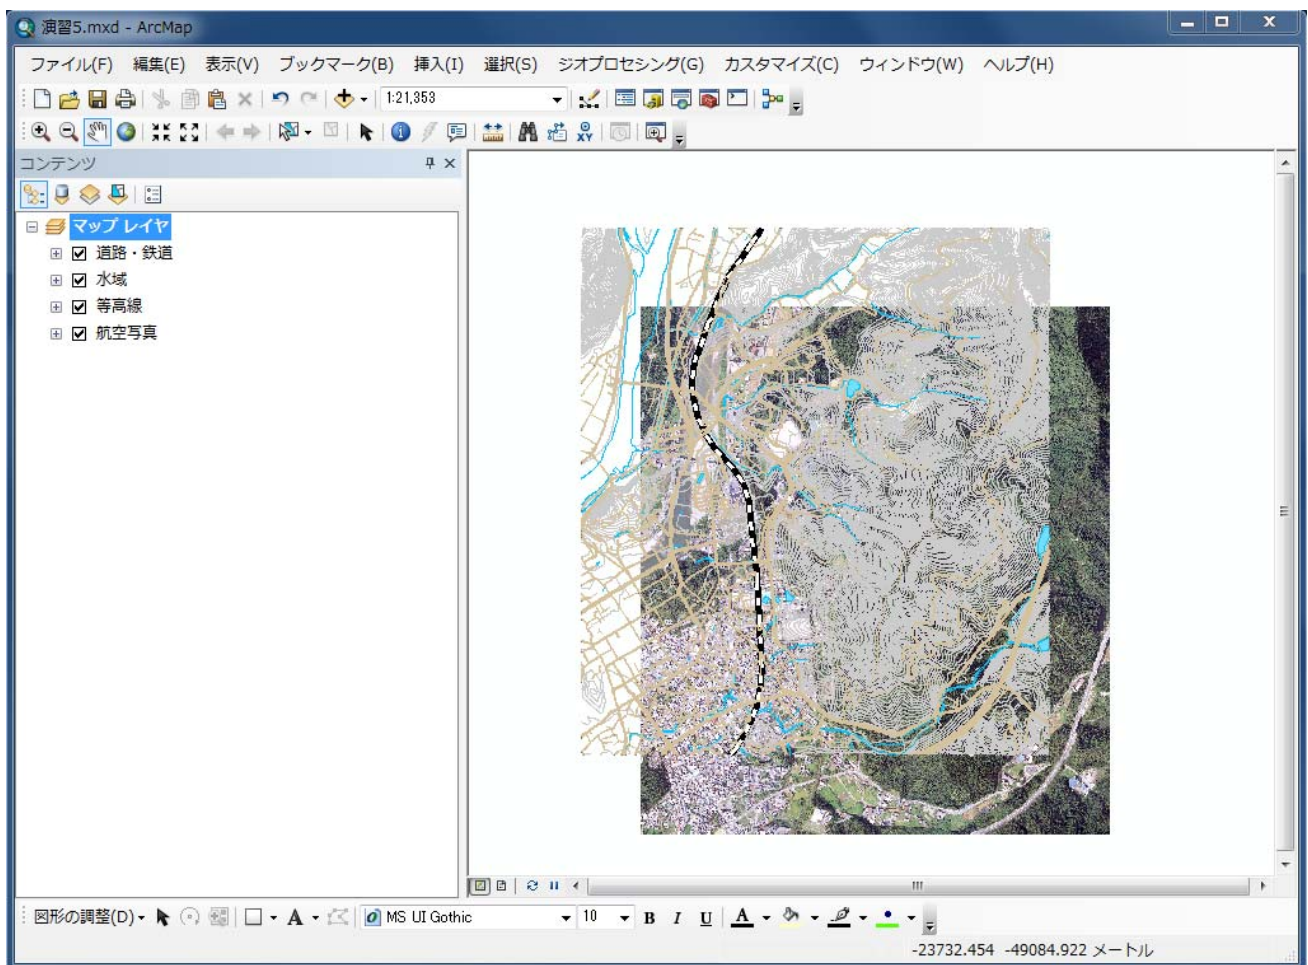 演習5.mxd - ArcMap
ファイル(F) 編集(E) 表示(V) ブックマーク(B) 挿入(I) 選択(S) ジオプロセシング(G) カスタマイズ(C) ウィンドウ(W) ヘルプ(H)
1:21,353
コンテンツ
マップ レイヤ
道路・鉄道
水域
等高線
航空写真
図形の調整(D) A MS UI Gothic 10 B I U A
-23732.454 -49084.922 メートル